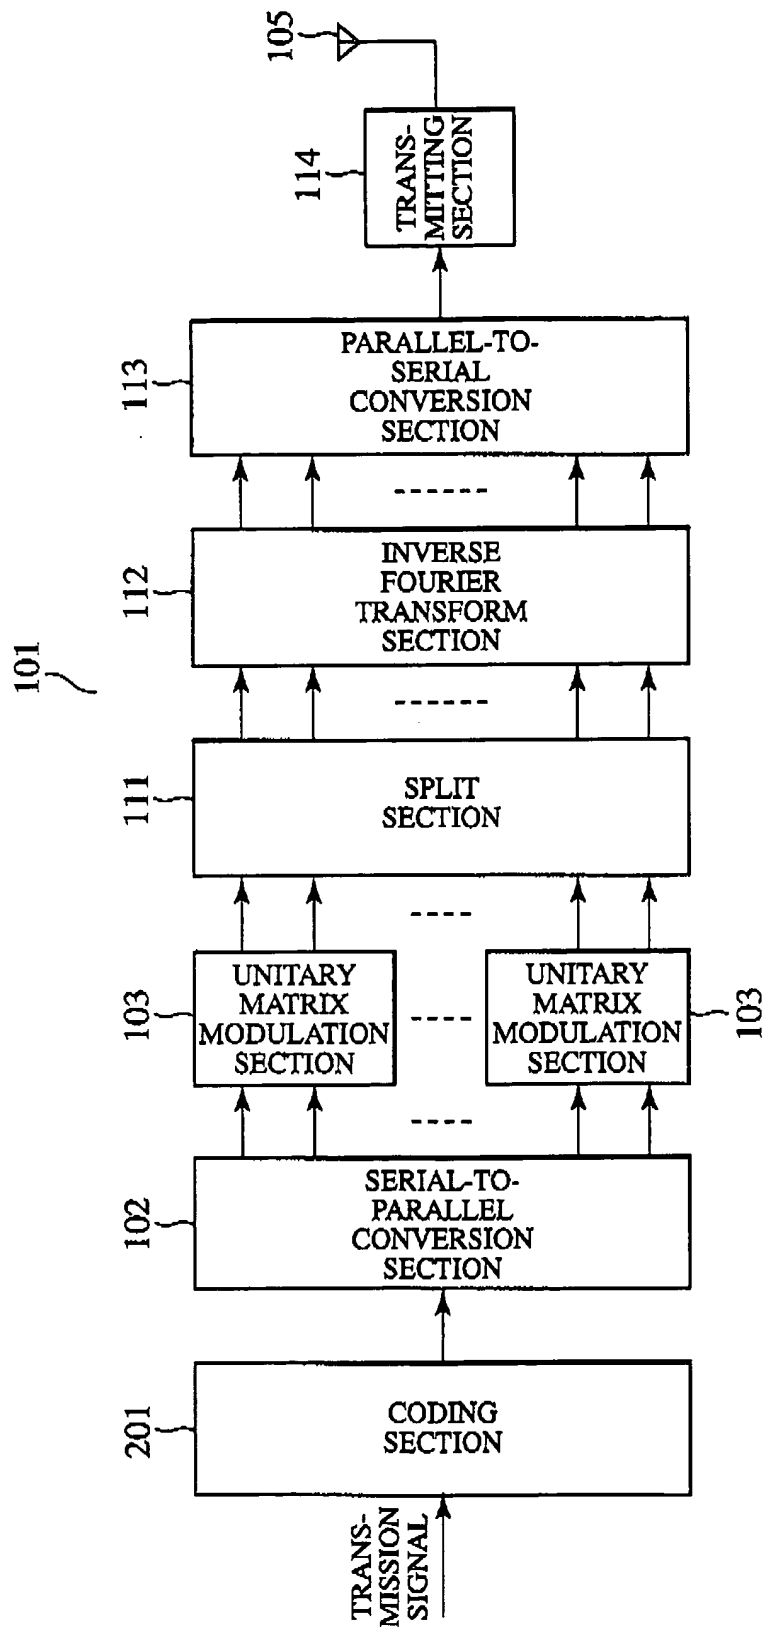 101
TRANS-
MISSION
SIGNAL
201
CODING
SECTION
102
SERIAL-TO-
PARALLEL
CONVERSION
SECTION
103
UNITARY
MATRIX
MODULATION
SECTION
UNITARY
MATRIX
MODULATION
SECTION
103
111
SPLIT
SECTION
112
INVERSE
FOURIER
TRANSFORM
SECTION
113
PARALLEL-TO-
SERIAL
CONVERSION
SECTION
114
TRANS-
MITTING
SECTION
105